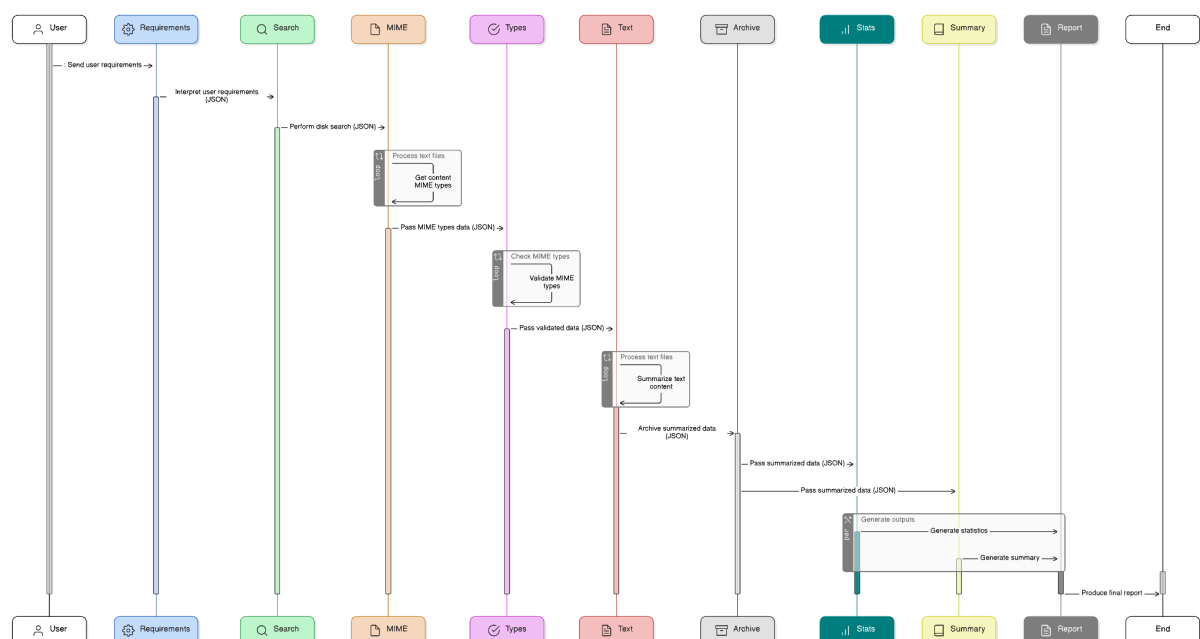 User
Requirements
Search
MIME
Types
Text
Archive
Stats
Summary
Report
End
: Send user requirements
Interpret user requirements
(JSON)
Perform disk search (JSON)
loop
Process text files
Get content
MIME types
Pass MIME types data (JSON)
loop
Check MIME types
Validate MIME
types
Pass validated data (JSON)
loop
Process text files
Summarize text
content
Archive summarized data
(JSON)
Pass summarized data (JSON)
Pass summarized data (JSON)
par
Generate outputs
Generate statistics
Generate summary
Produce final report
User
Requirements
Search
MIME
Types
Text
Archive
Stats
Summary
Report
End